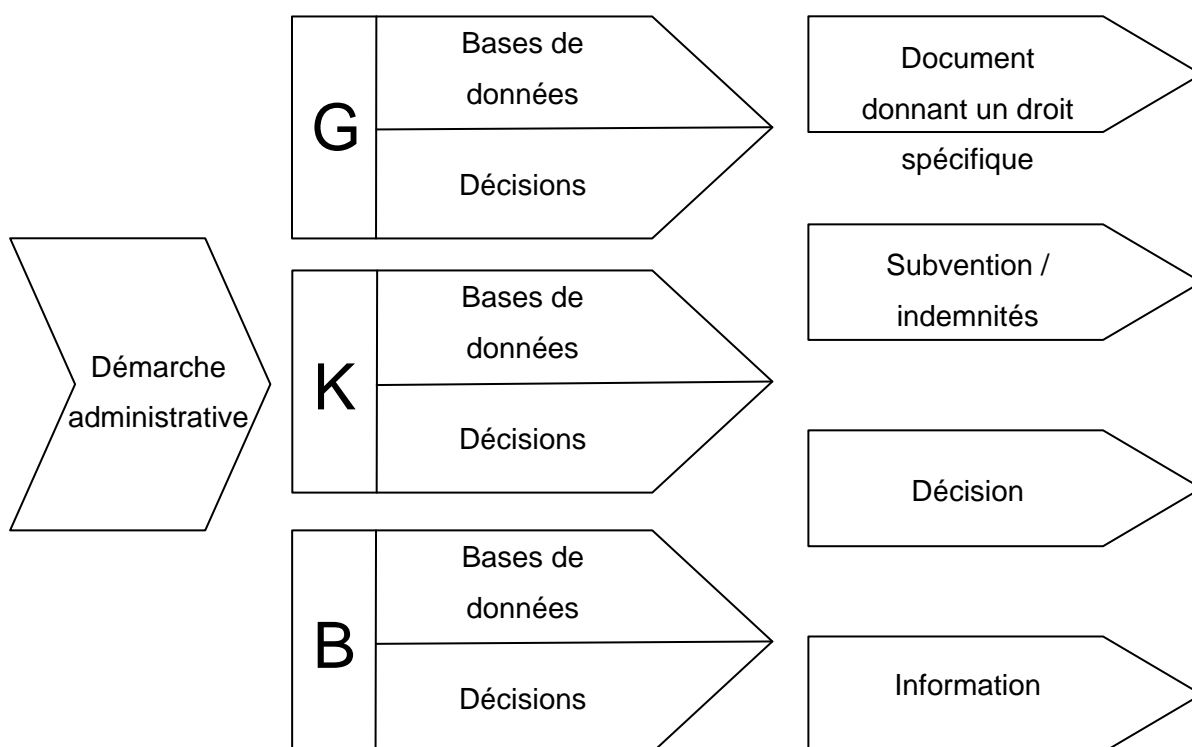 Démarche
administrative
G
Bases de
données
Décisions
K
Bases de
données
Décisions
B
Bases de
données
Décisions
Document
donnant un droit
spécifique
Subvention /
indemnités
Décision
Information